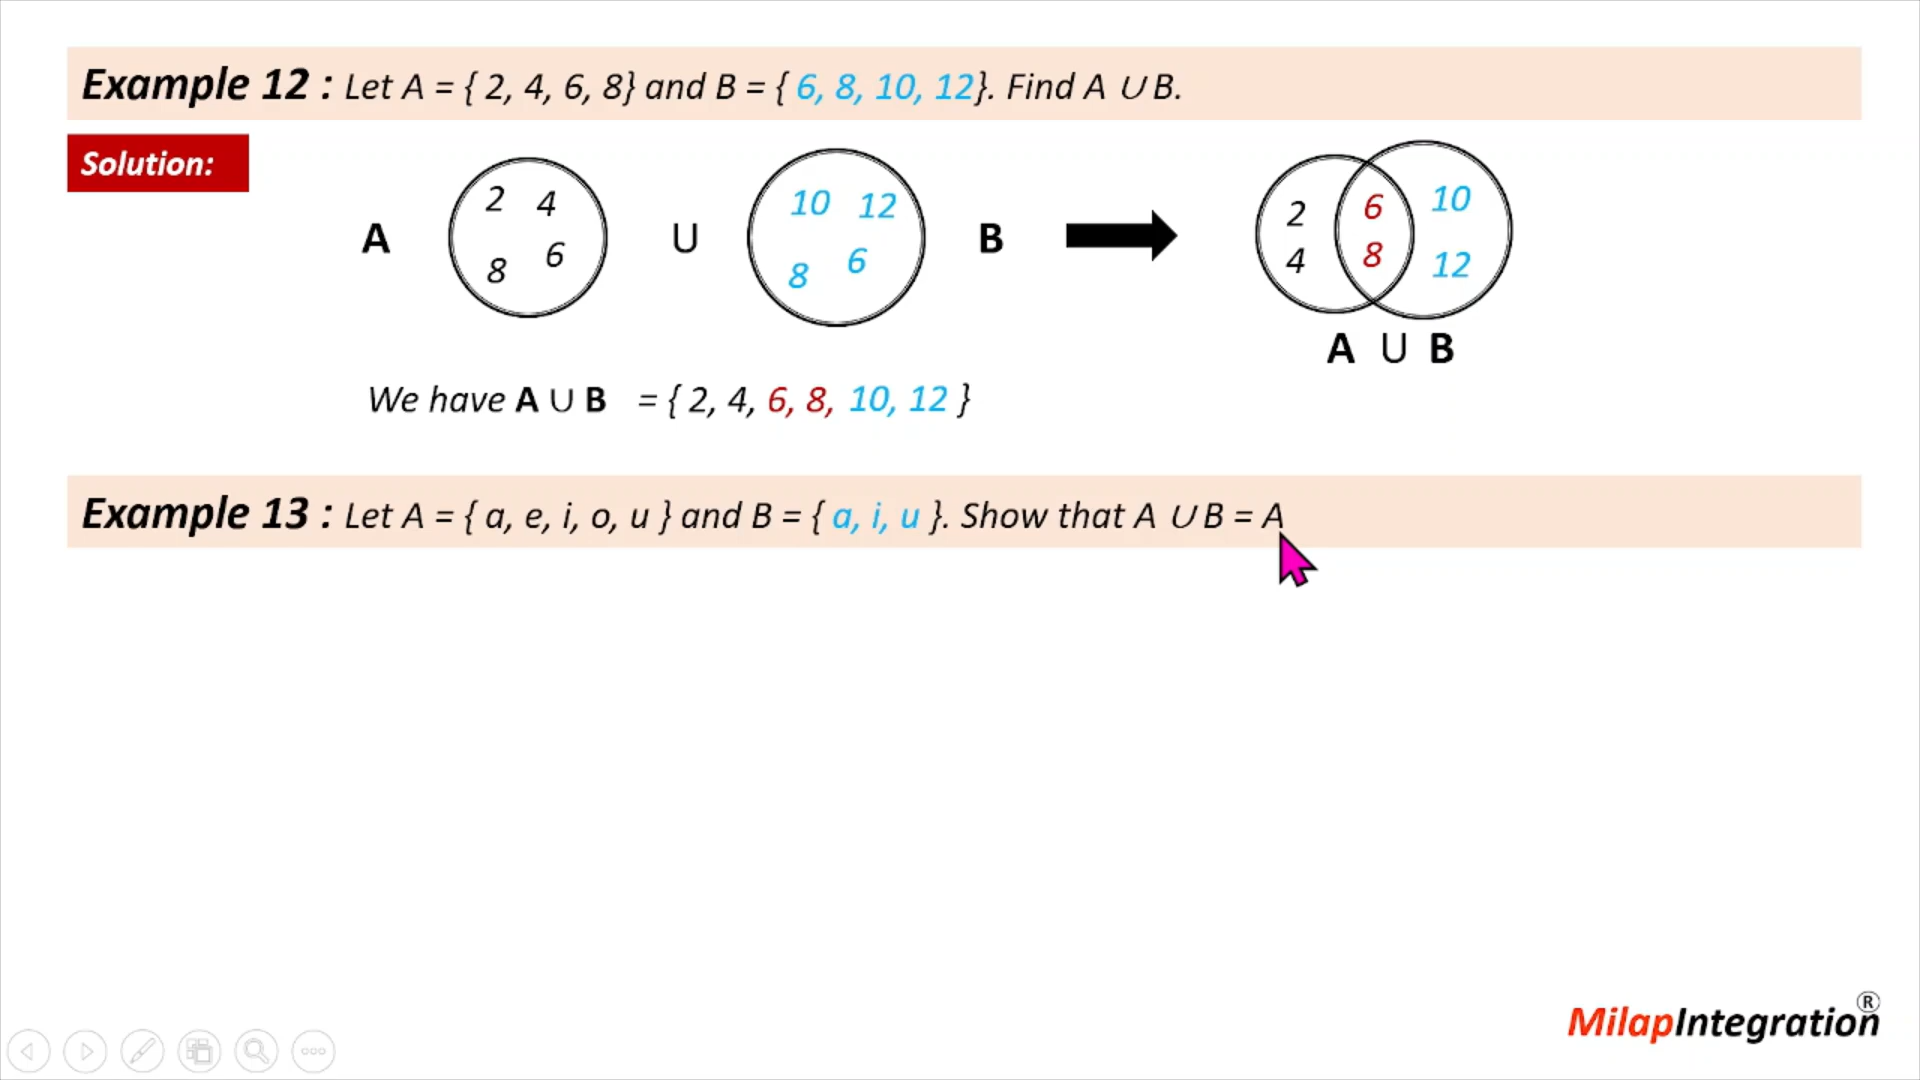 Example 12 : Let A = { 2, 4, 6, 8} and B = { 6, 8, 10, 12}. Find A ∪ B.
Solution:
A
2 4
8 6
U
10 12
8 6
B
2 6 10
4 8 12
A U B
We have A ∪ B = { 2, 4, 6, 8, 10, 12 }
Example 13 : Let A = { a, e, i, o, u } and B = { a, i, u }. Show that A ∪ B = A
MilapIntegration®